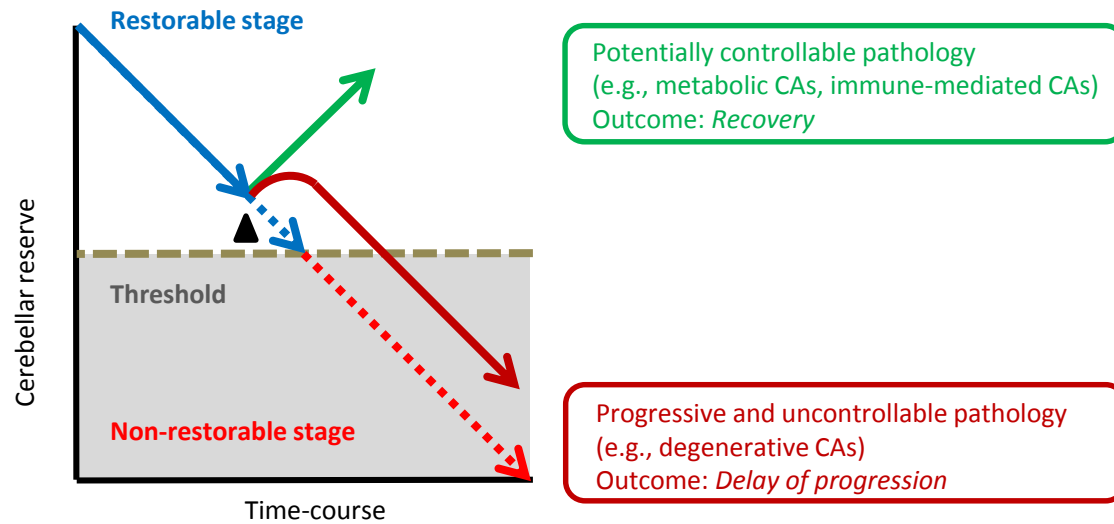 Restorable stage
Potentially controllable pathology
(e.g., metabolic CAs, immune-mediated CAs)
Outcome: Recovery
Cerebellar reserve
Threshold
Non-restorable stage
Progressive and uncontrollable pathology
(e.g., degenerative CAs)
Outcome: Delay of progression
Time-course